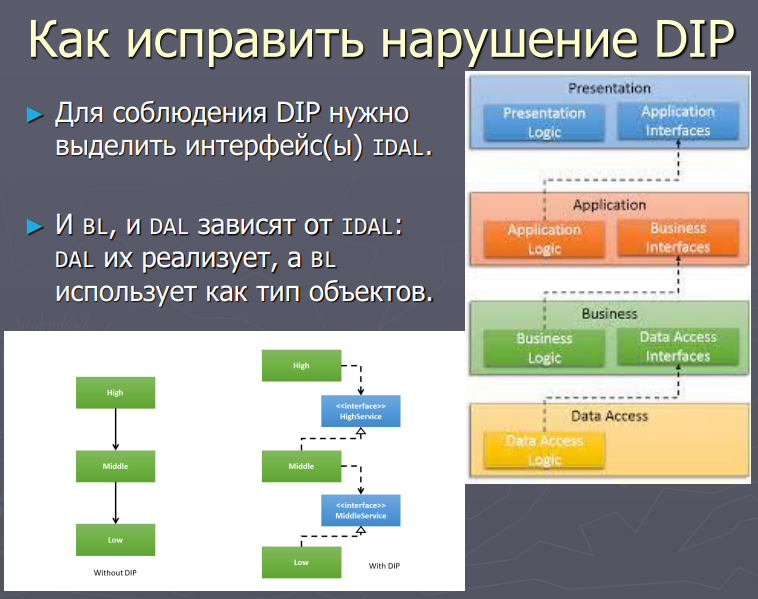 Как исправить нарушение DIP
Для соблюдения DIP нужно
выделить интерфейс(ы) IDAL.
И BL, и DAL зависят от IDAL:
DAL их реализует, а BL
использует как тип объектов.
Presentation
Presentation
Logic
Application
Interfaces
Application
Application
Logic
Business
Interfaces
Business
Business
Logic
Data Access
Interfaces
Data Access
Data Access
Logic
High
Middle
Low
Without DIP
High
<<interface>>
HighService
Middle
<<interface>>
MiddleService
Low
With DIP